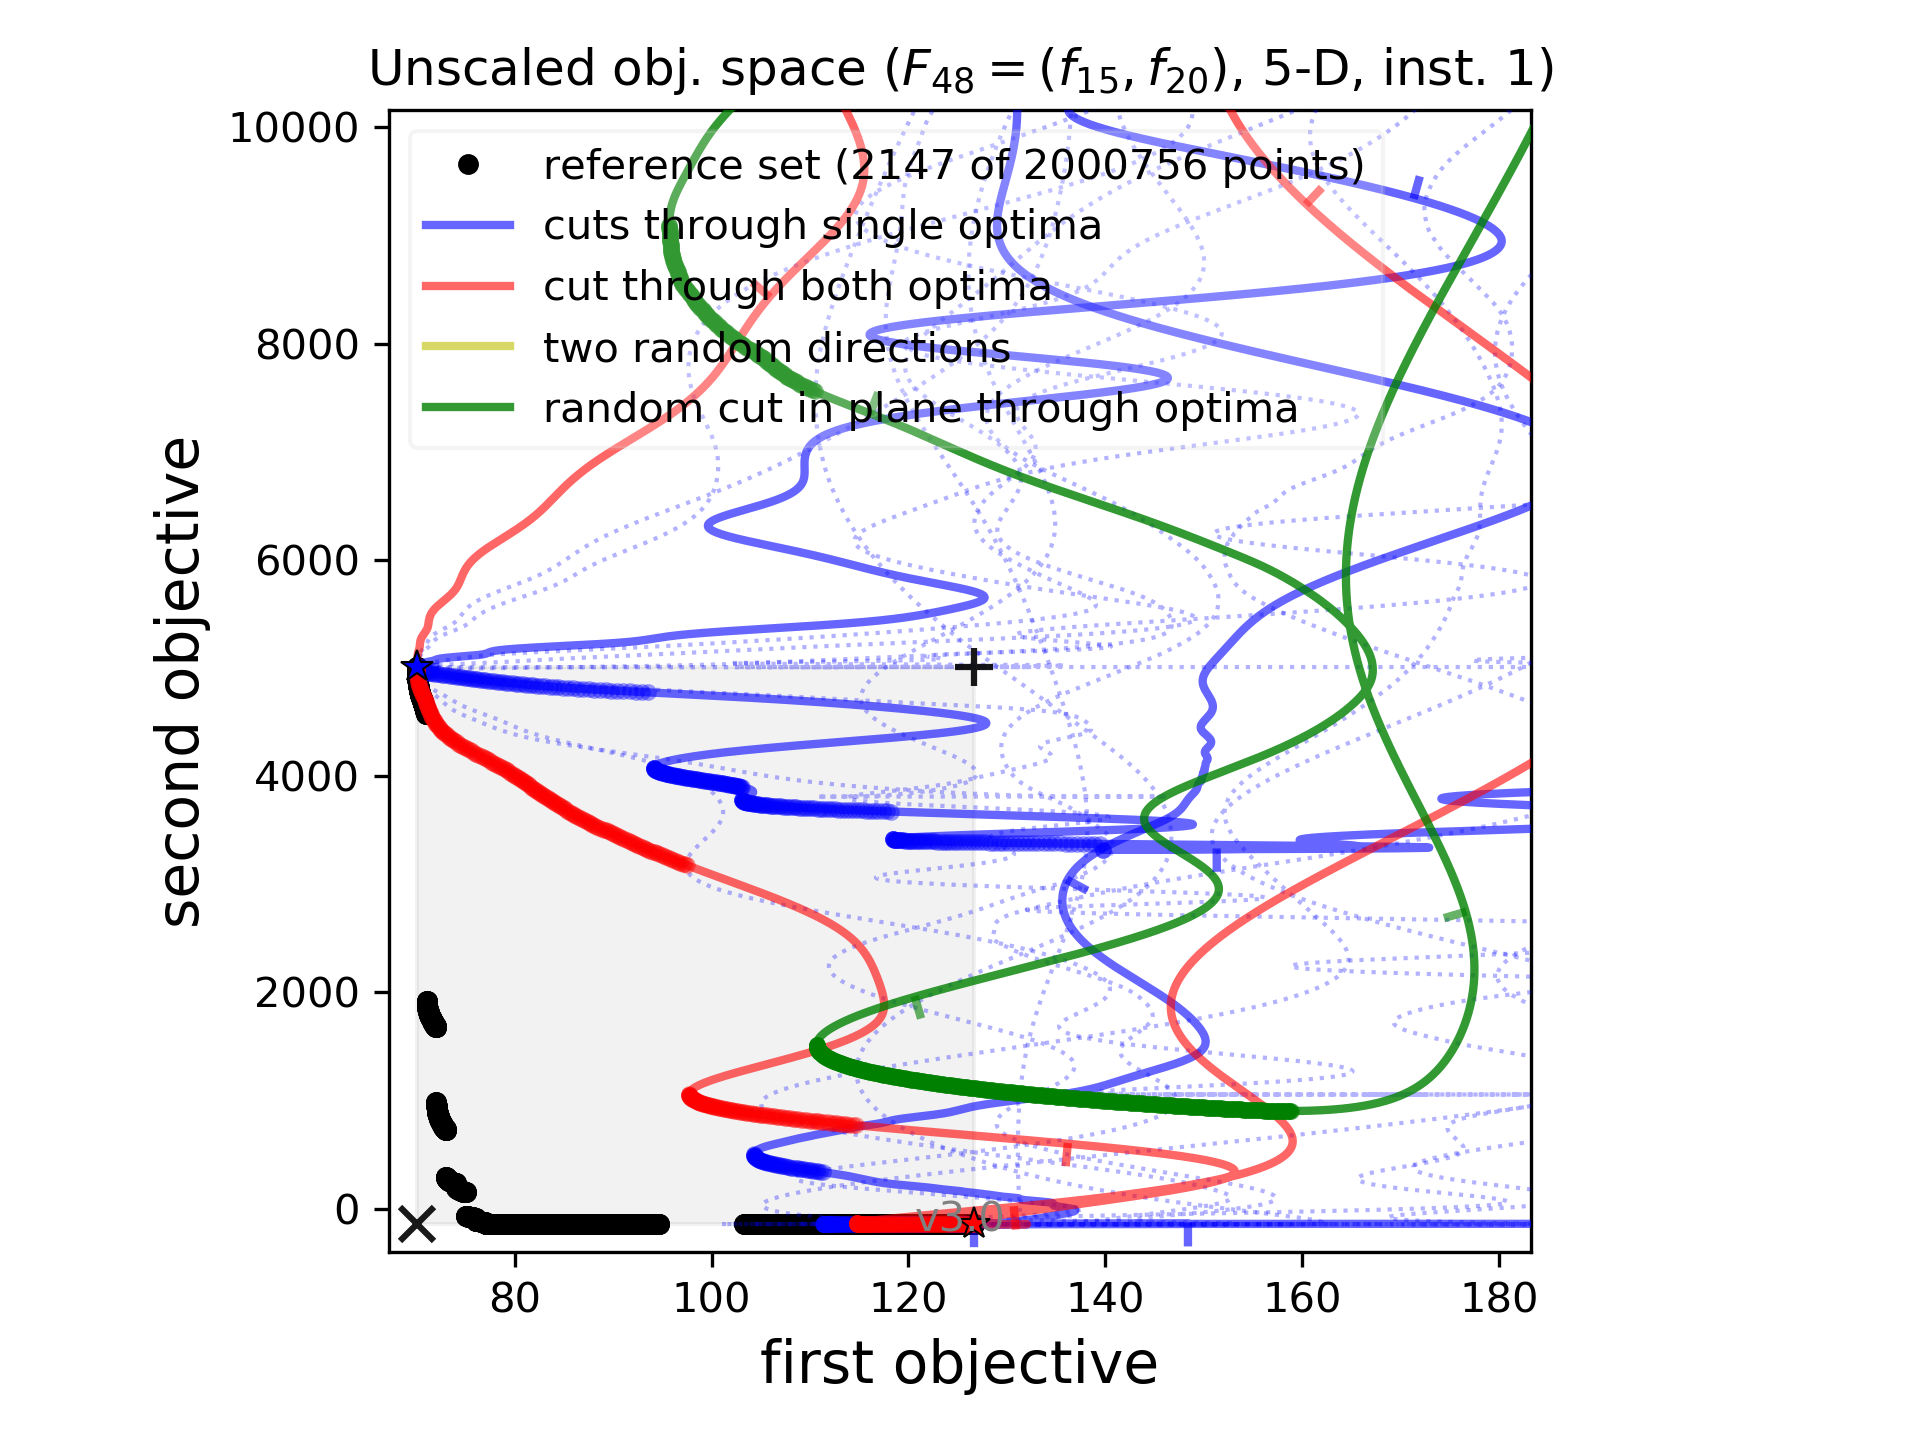 Unscaled obj. space (F48 = (f15, f20), 5-D, inst. 1)
10000
8000
6000
4000
2000
0
second objective
reference set (2147 of 2000756 points)
cuts through single optima
cut through both optima
two random directions
random cut in plane through optima
v3.0
80 100 120 140 160 180
first objective